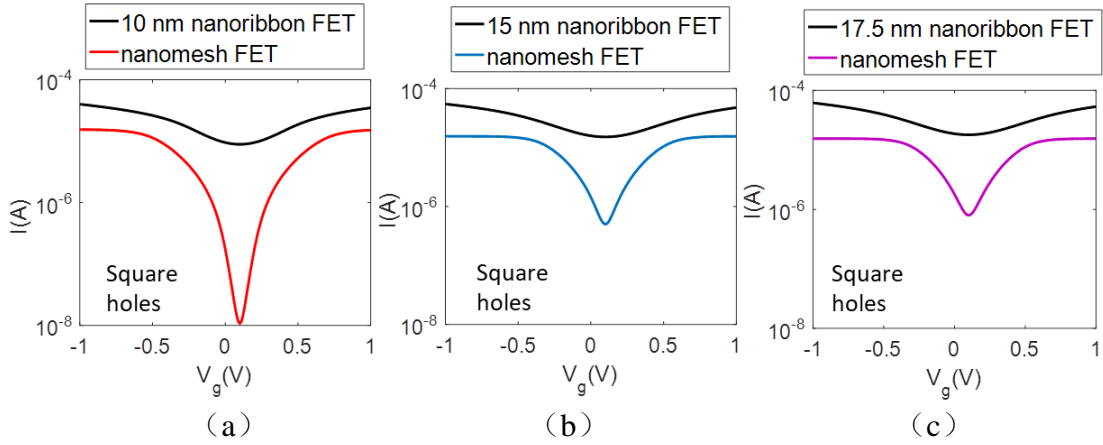 10 nm nanoribbon FET
nanomesh FET
10⁻⁴
10⁻⁶
10⁻⁸
I(A)
Square
holes
-1 -0.5 0 0.5 1
V_g(V)
(a)
15 nm nanoribbon FET
nanomesh FET
10⁻⁴
10⁻⁶
10⁻⁸
I(A)
Square
holes
-1 -0.5 0 0.5 1
V_g(V)
(b)
17.5 nm nanoribbon FET
nanomesh FET
10⁻⁴
10⁻⁶
10⁻⁸
I(A)
Square
holes
-1 -0.5 0 0.5 1
V_g(V)
(c)